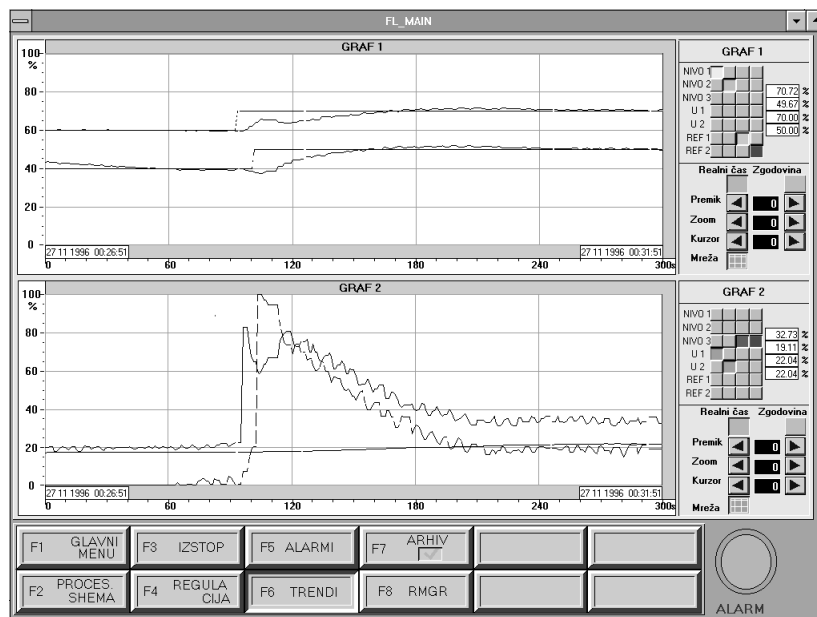 FL_MAIN
GRAF 1
100
%
80
60
40
20
0
27 11 1996 00:26:51
27 11 1996 00:31:51
0 60 120 180 240 300s
GRAF 1
NIVO 1
NIVO 2
NIVO 3
U 1
U 2
REF 1
REF 2
70.72 %
49.67 %
70.00 %
50.00 %
Realni čas Zgodovina
Premik 0
Zoom 0
Kurzor 0
Mreža
GRAF 2
100
%
80
60
40
20
0
27 11 1996 00:26:51
27 11 1996 00:31:51
0 60 120 180 240 300s
GRAF 2
NIVO 1
NIVO 2
NIVO 3
U 1
U 2
REF 1
REF 2
32.73 %
19.11 %
22.04 %
22.04 %
Realni čas Zgodovina
Premik 0
Zoom 0
Kurzor 0
Mreža
F1 GLAVNI MENU
F3 IZSTOP
F5 ALARMI
F7 ARHIV
F2 PROCES. SHEMA
F4 REGULA CIJA
F6 TRENDI
F8 RMGR
ALARM